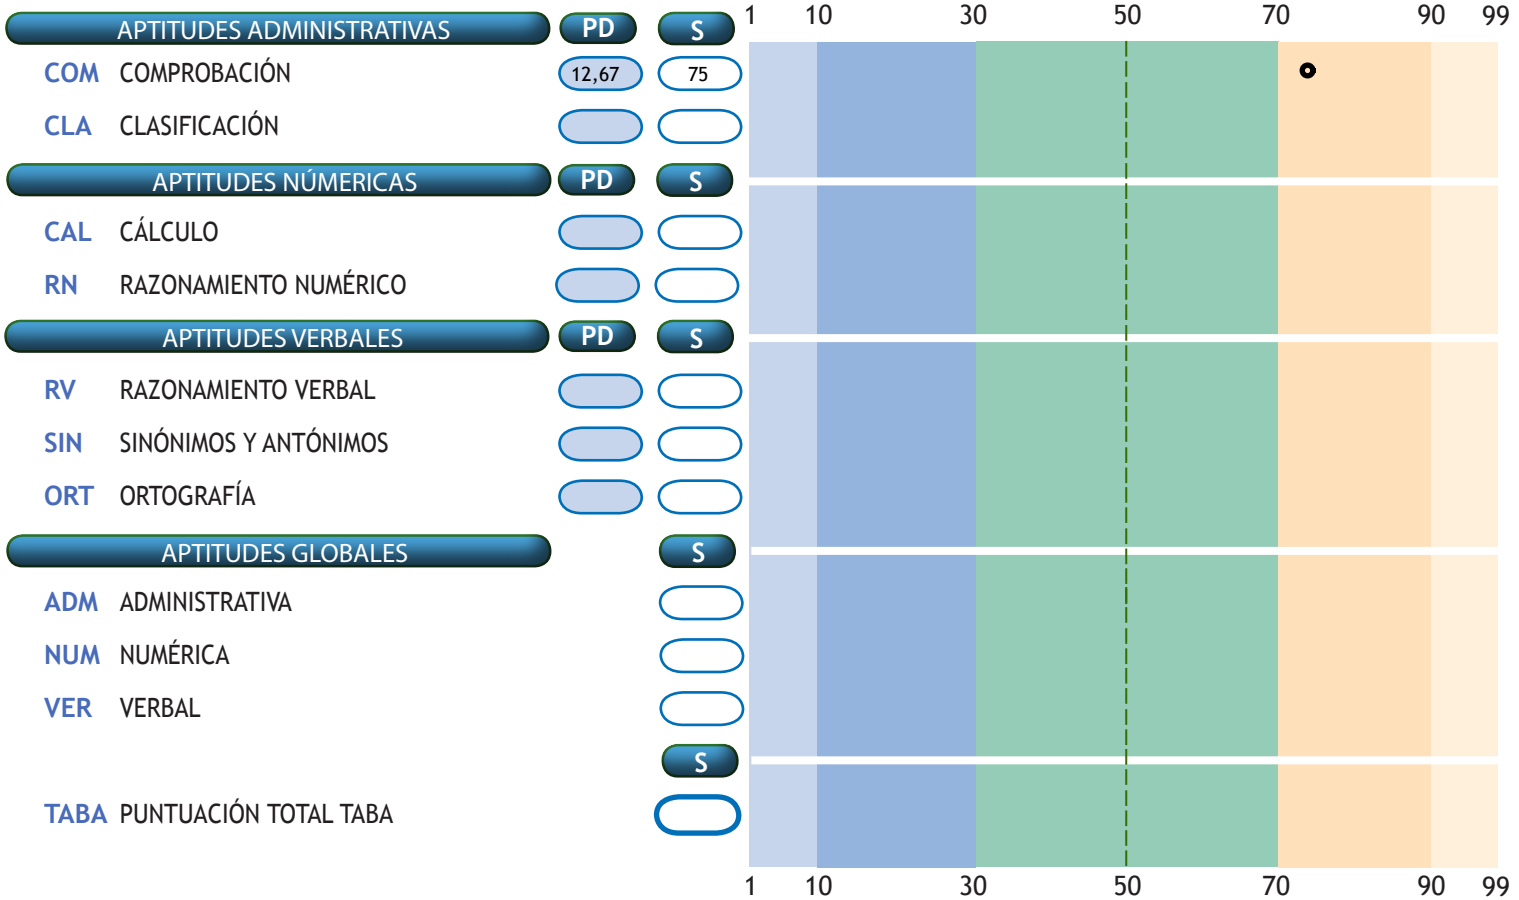 APTITUDES ADMINISTRATIVAS PD S 1 10 30 50 70 90 99
COM COMPROBACIÓN 12,67 75
CLA CLASIFICACIÓN
APTITUDES NÚMERICAS PD S
CAL CÁLCULO
RN RAZONAMIENTO NUMÉRICO
APTITUDES VERBALES PD S
RV RAZONAMIENTO VERBAL
SIN SINÓNIMOS Y ANTÓNIMOS
ORT ORTOGRAFÍA
APTITUDES GLOBALES S
ADM ADMINISTRATIVA
NUM NUMÉRICA
VER VERBAL
S
TABA PUNTUACIÓN TOTAL TABA
1 10 30 50 70 90 99